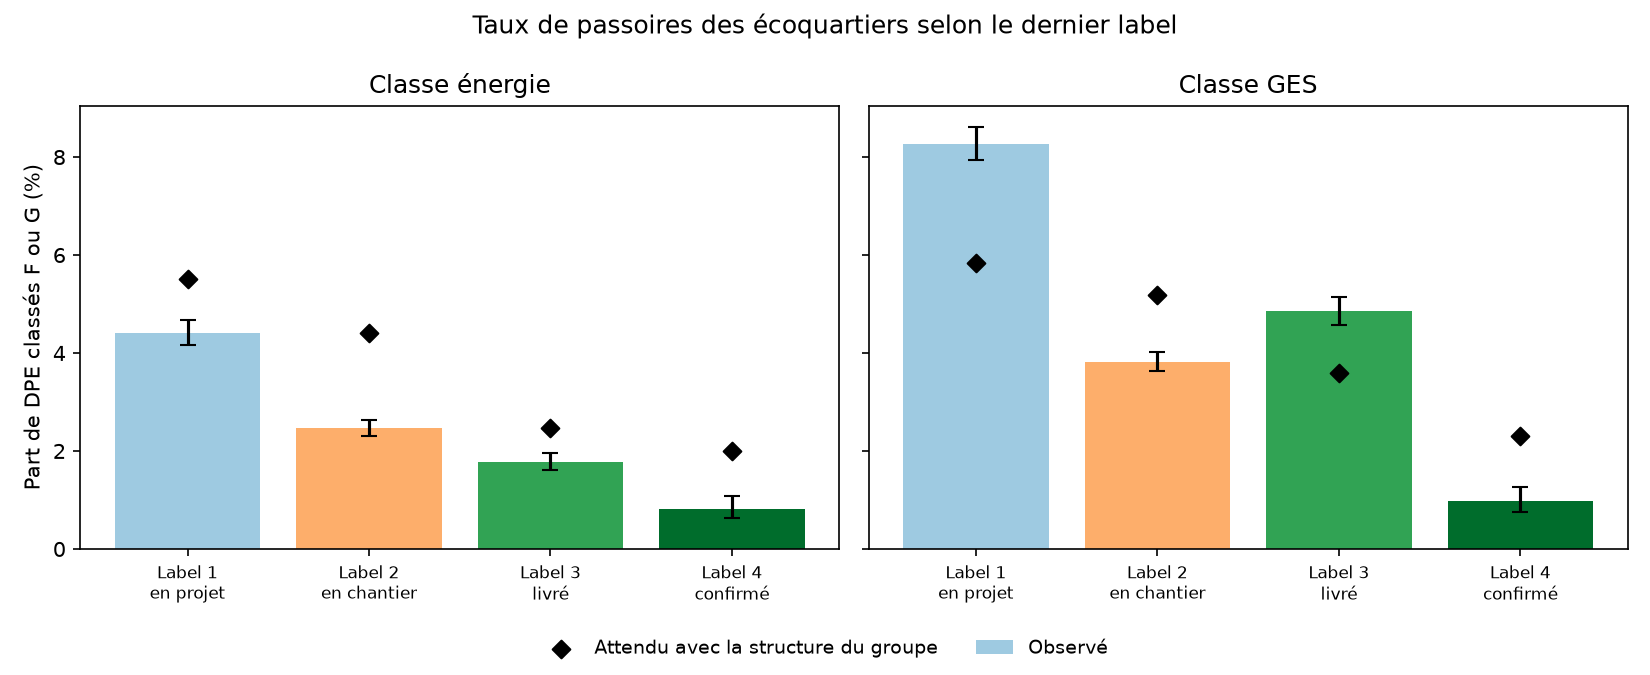 Taux de passoires des écoquartiers selon le dernier label
Classe énergie
Classe GES
Part de DPE classés F ou G (%)
8
6
4
2
0
Label 1
en projet
Label 2
en chantier
Label 3
livré
Label 4
confirmé
Label 1
en projet
Label 2
en chantier
Label 3
livré
Label 4
confirmé
Attendu avec la structure du groupe
Observé